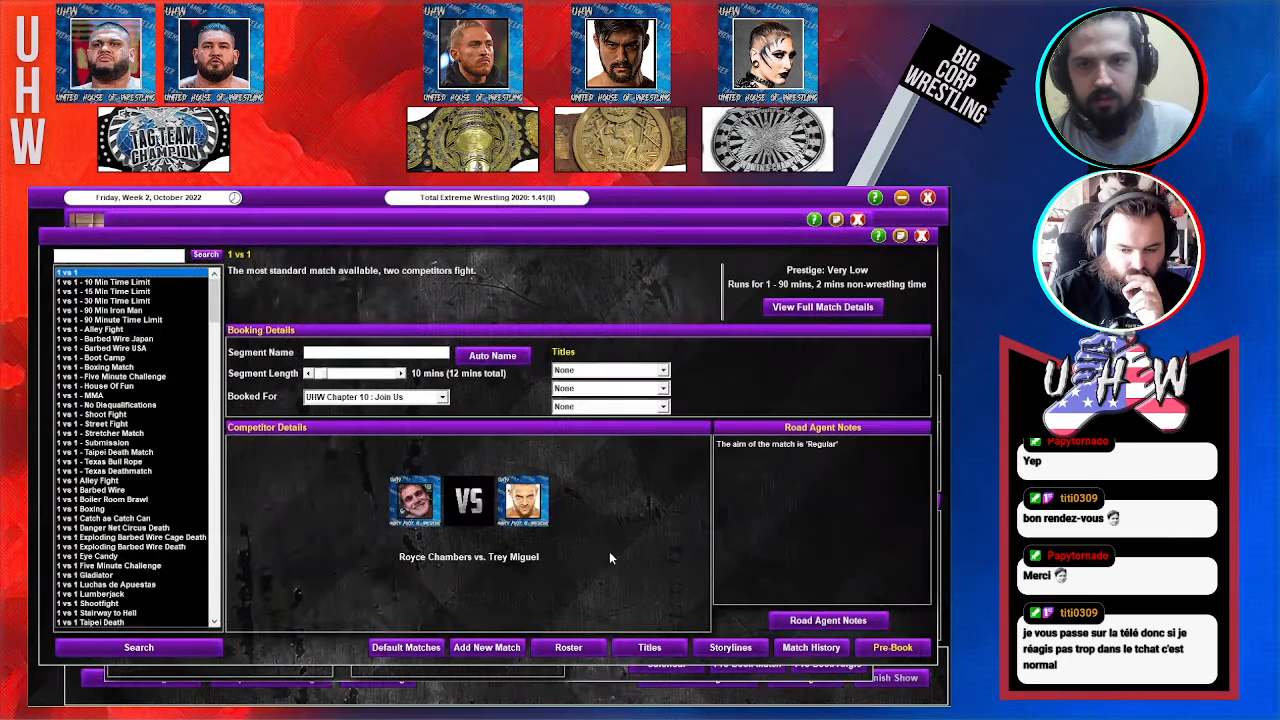 UHW
UNITED HOUSE OF WRESTLING
UNITED HOUSE OF WRESTLING
UNITED HOUSE OF WRESTLING
UNITED HOUSE OF WRESTLING
UNITED HOUSE OF WRESTLING
TAG TEAM
CHAMPION
BIG
CORP
WRESTLING
Friday, Week 2, October 2022
Total Extreme Wrestling 2020: 1.41(II)
Search
1 vs 1
The most standard match available, two competitors fight.
Prestige: Very Low
Runs for 1 - 90 mins, 2 mins non-wrestling time
View Full Match Details
1 vs 1
1 vs 1 - 10 Min Time Limit
1 vs 1 - 15 Min Time Limit
1 vs 1 - 30 Min Time Limit
1 vs 1 - 90 Min Iron Man
1 vs 1 - 90 Minute Time Limit
1 vs 1 - Alley Fight
1 vs 1 - Barbed Wire Japan
1 vs 1 - Barbed Wire USA
1 vs 1 - Boot Camp
1 vs 1 - Boxing Match
1 vs 1 - Five Minute Challenge
1 vs 1 - House Of Fun
1 vs 1 - MMA
1 vs 1 - No Disqualifications
1 vs 1 - Shoot Fight
1 vs 1 - Street Fight
1 vs 1 - Stretcher Match
1 vs 1 - Submission
1 vs 1 - Taipei Death Match
1 vs 1 - Texas Bull Rope
1 vs 1 - Texas Deathmatch
1 vs 1 Alley Fight
1 vs 1 Barbed Wire
1 vs 1 Boiler Room Brawl
1 vs 1 Boxing
1 vs 1 Catch as Catch Can
1 vs 1 Danger Net Circus Death
1 vs 1 Exploding Barbed Wire Cage Death
1 vs 1 Exploding Barbed Wire Death
1 vs 1 Eye Candy
1 vs 1 Five Minute Challenge
1 vs 1 Gladiator
1 vs 1 Luchas de Apuestas
1 vs 1 Lumberjack
1 vs 1 Shootfight
1 vs 1 Stairway to Hell
1 vs 1 Taipei Death
Booking Details
Segment Name
Auto Name
Titles
None
Segment Length
10 mins (12 mins total)
None
Booked For
UHW Chapter 10 : Join Us
None
Competitor Details
Road Agent Notes
The aim of the match is 'Regular'
VS
Royce Chambers vs. Trey Miguel
Road Agent Notes
Search
Default Matches
Add New Match
Roster
Titles
Storylines
Match History
Pre-Book
Finish Show
UHW
Papytornado
Yep
titi0309
bon rendez-vous
Papytornado
Merci
titi0309
je vous passe sur la télé donc si je
réagis pas trop dans le tchat c'est
normal